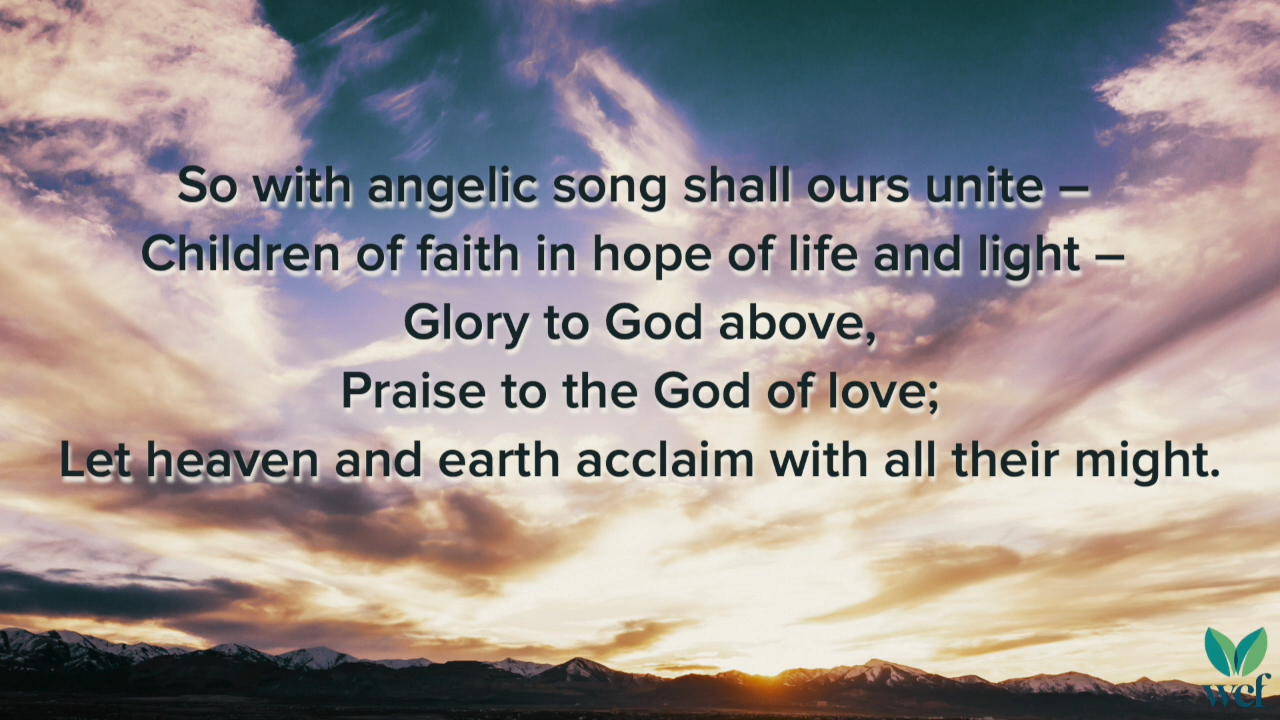 So with angelic song shall ours unite –
Children of faith in hope of life and light –
Glory to God above,
Praise to the God of love;
Let heaven and earth acclaim with all their might.
wcf